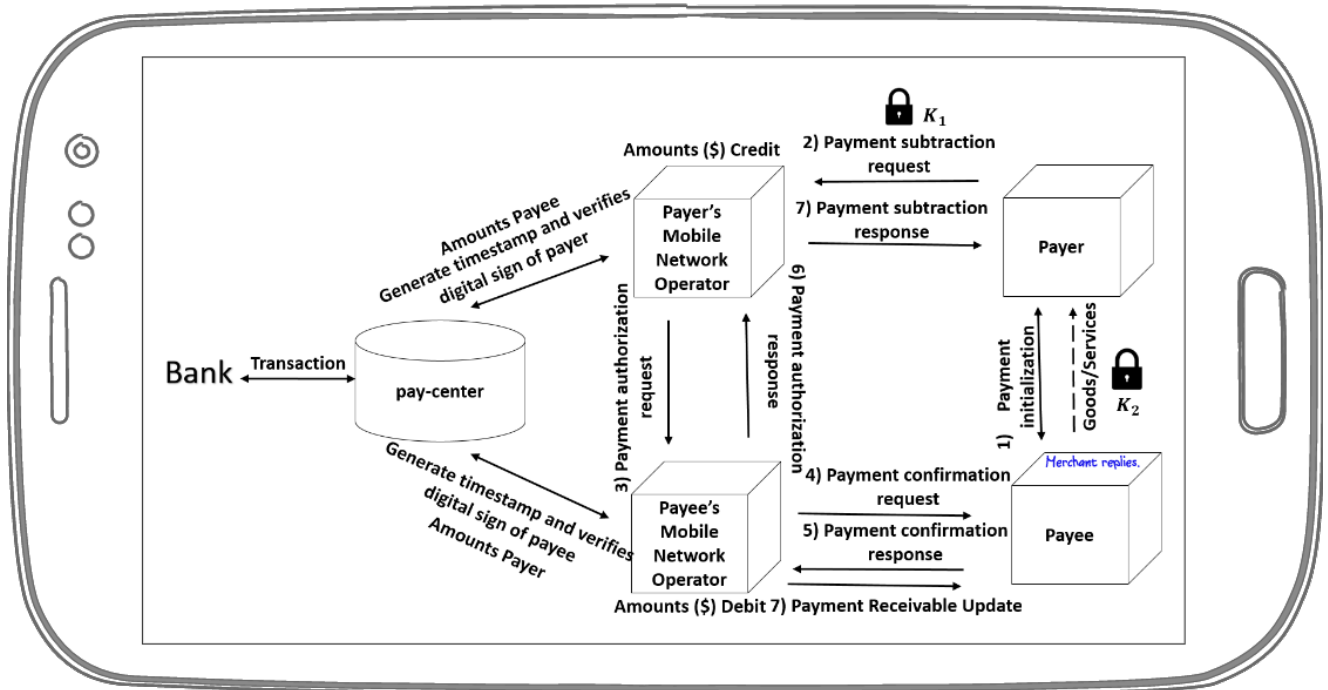 K₁
2) Payment subtraction
request
Amounts ($) Credit
7) Payment subtraction
response
Payer's
Mobile
Network
Operator
Payer
Amounts Payee
Generate timestamp and verifies
digital sign of payer
3) Payment authorization
request
6) Payment authorization
response
1) Payment
initialization
Goods/Services
K₂
Bank
Transaction
pay-center
Generate timestamp and verifies
digital sign of payee
Amounts Payer
Payee's
Mobile
Network
Operator
4) Payment confirmation
request
5) Payment confirmation
response
Merchant replies.
Payee
Amounts ($) Debit 7) Payment Receivable Update